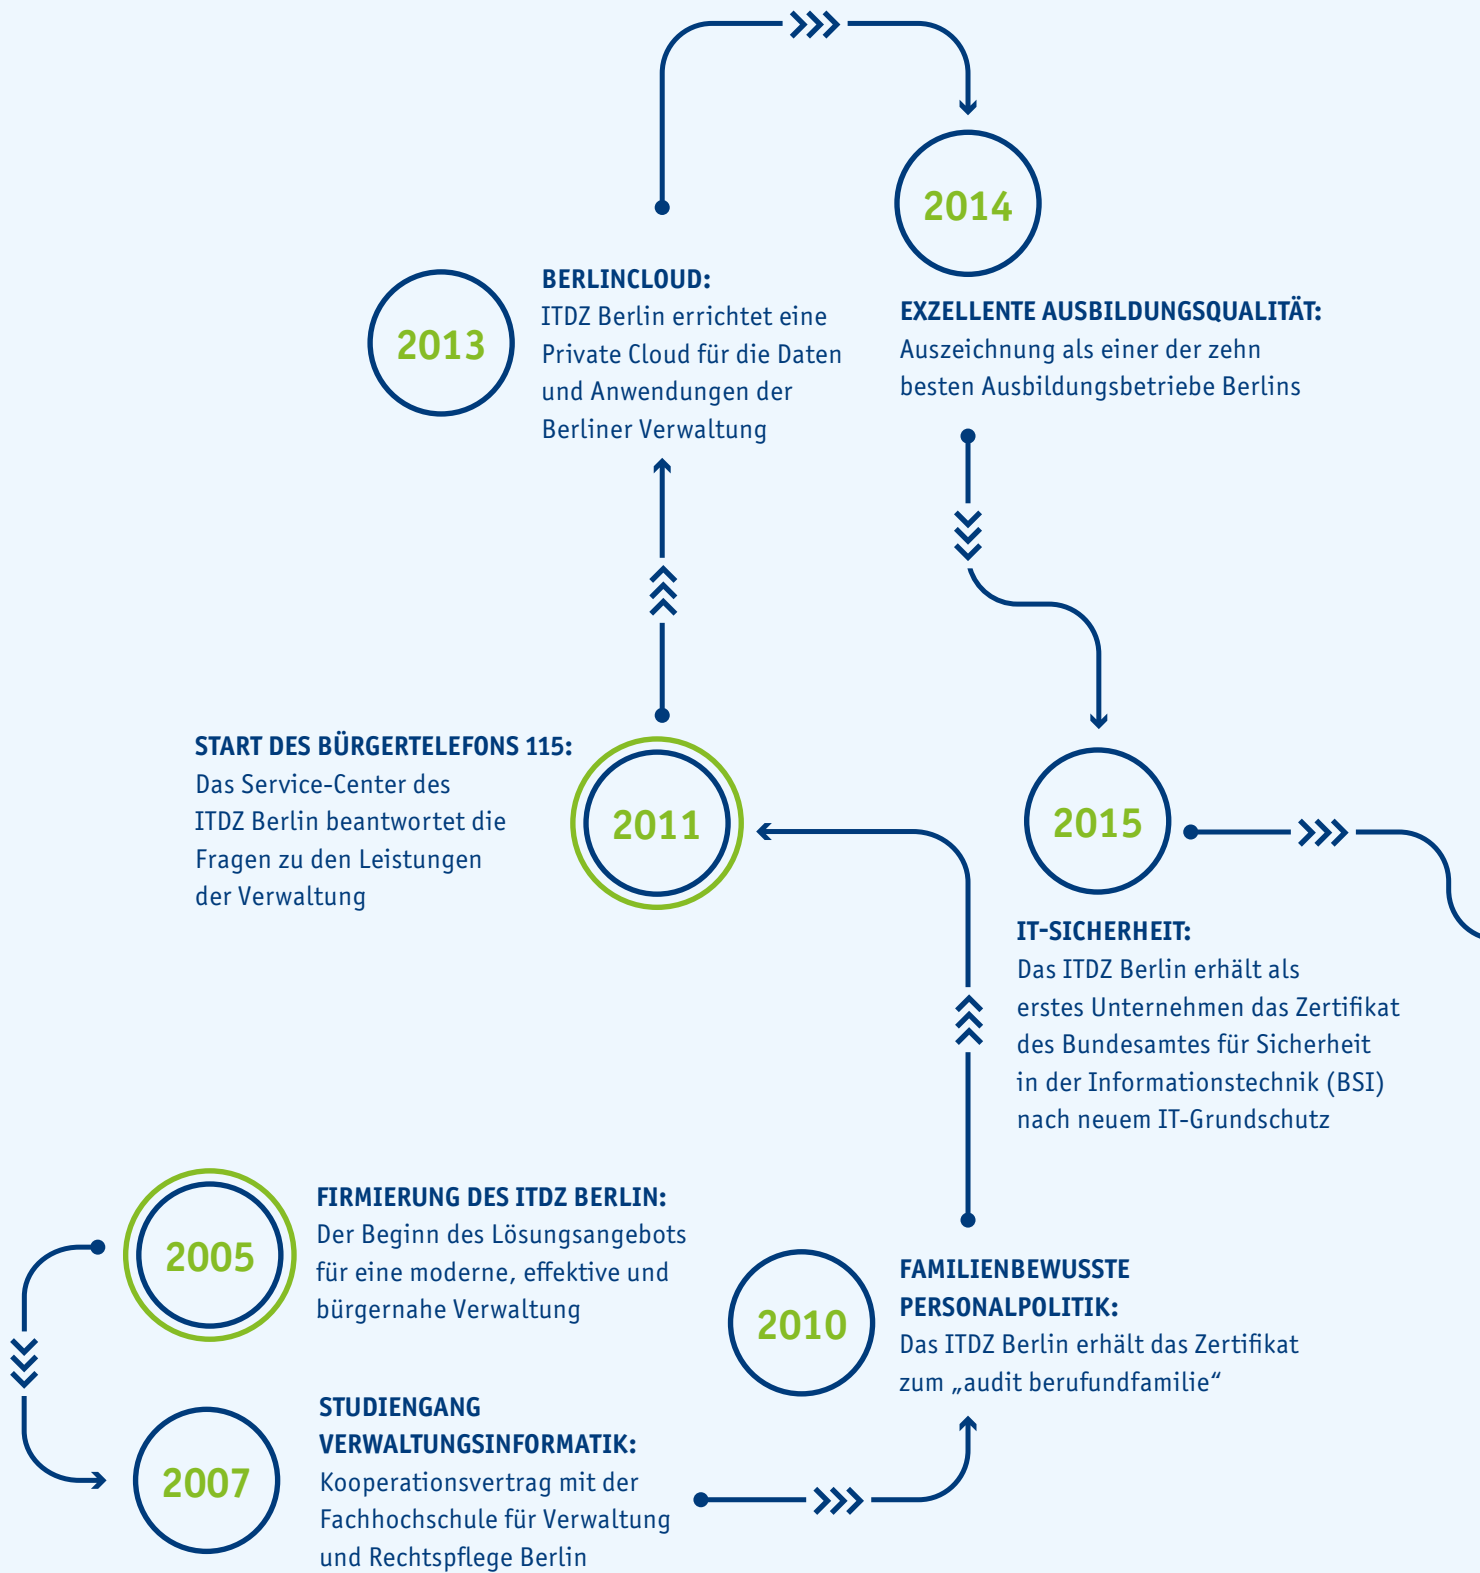 2014
2013
BERLINCLOUD:
ITDZ Berlin errichtet eine
Private Cloud für die Daten
und Anwendungen der
Berliner Verwaltung
EXZELLENTE AUSBILDUNGSQUALITÄT:
Auszeichnung als einer der zehn
besten Ausbildungsbetriebe Berlins
START DES BÜRGERTELEFONS 115:
Das Service-Center des
ITDZ Berlin beantwortet die
Fragen zu den Leistungen
der Verwaltung
2011
2015
IT-SICHERHEIT:
Das ITDZ Berlin erhält als
erstes Unternehmen das Zertifikat
des Bundesamtes für Sicherheit
in der Informationstechnik (BSI)
nach neuem IT-Grundschutz
2005
FIRMIERUNG DES ITDZ BERLIN:
Der Beginn des Lösungsangebots
für eine moderne, effektive und
bürgernahe Verwaltung
2010
FAMILIENBEWUSSTE
PERSONALPOLITIK:
Das ITDZ Berlin erhält das Zertifikat
zum „audit berufundfamilie“
2007
STUDIENGANG
VERWALTUNGSINFORMATIK:
Kooperationsvertrag mit der
Fachhochschule für Verwaltung
und Rechtspflege Berlin